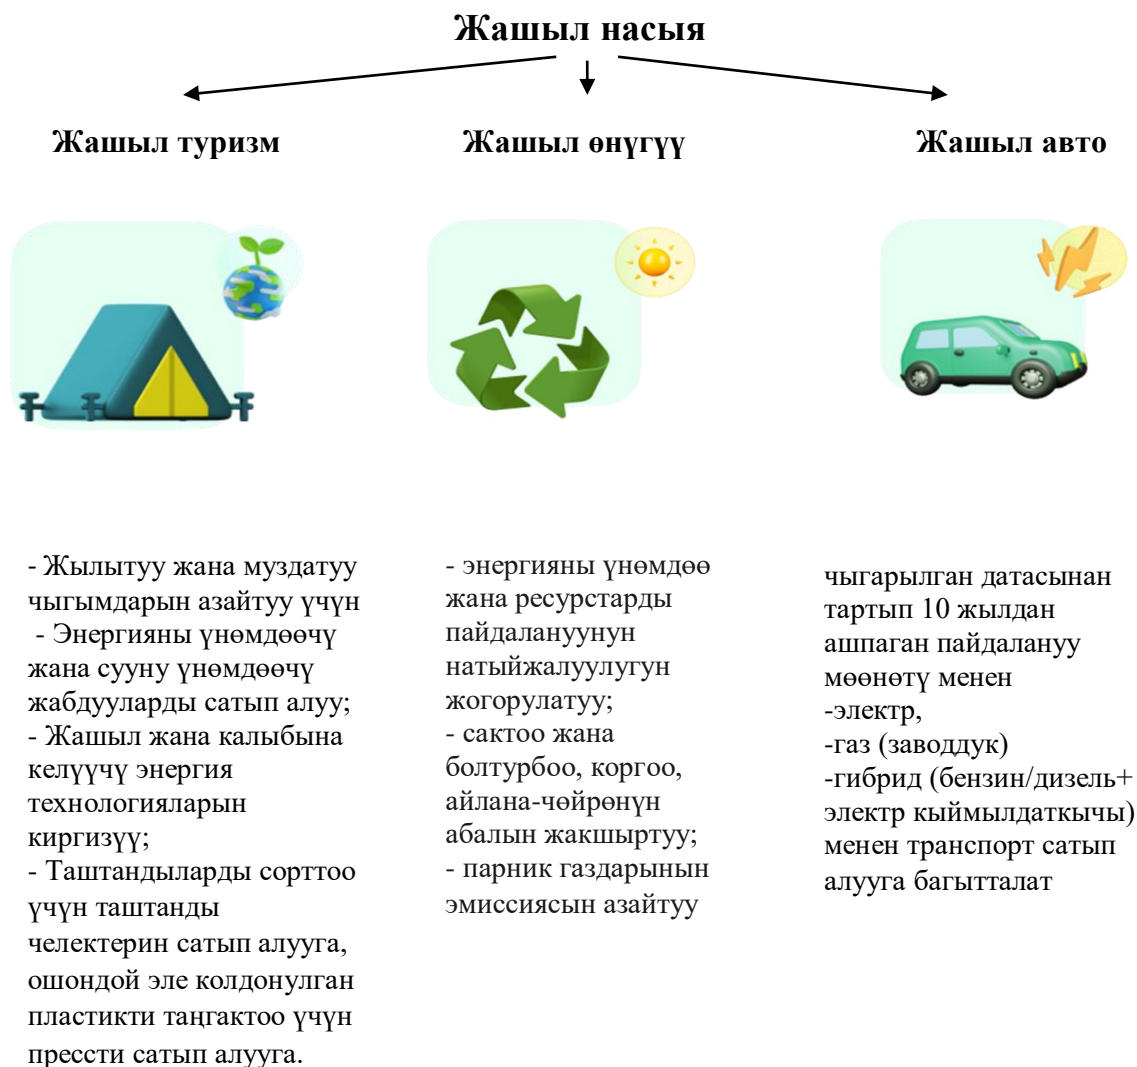 Жашыл насыя
Жашыл туризм
Жашыл өнүгүү
Жашыл авто
- Жылытуу жана муздатуу
чыгымдарын азайтуу үчүн
- Энергияны үнөмдөөчү
жана сууну үнөмдөөчү
жабдууларды сатып алуу;
- Жашыл жана калыбына
келүүчү энергия
технологияларын
киргизүү;
- Таштандыларды сорттоо
үчүн таштанды
челектерин сатып алууга,
ошондой эле колдонулган
пластикти таңгактоо үчүн
прессти сатып алууга.
- энергияны үнөмдөө
жана ресурстарды
пайдалануунун
натыйжалуулугун
жогорулатуу;
- сактоо жана
болтурбоо, коргоо,
айлана-чөйрөнүн
абалын жакшыртуу;
- парник газдарынын
эмиссиясын азайтуу
чыгарылган датасынан
тартып 10 жылдан
ашпаган пайдалануу
мөөнөтү менен
-электр,
-газ (заводдук)
-гибрид (бензин/дизель+
электр кыймылдаткычы)
менен транспорт сатып
алууга багытталат